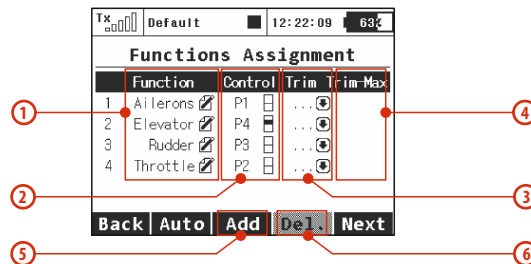 Tx Default 12:22:09 63%
Functions Assignment
Function Control Trim Trim Max
1 Ailerons P1 ...
2 Elevator P4 ...
3 Rudder P3 ...
4 Throttle P2 ...
Back Auto Add Del. Next
1
2
3
4
5
6